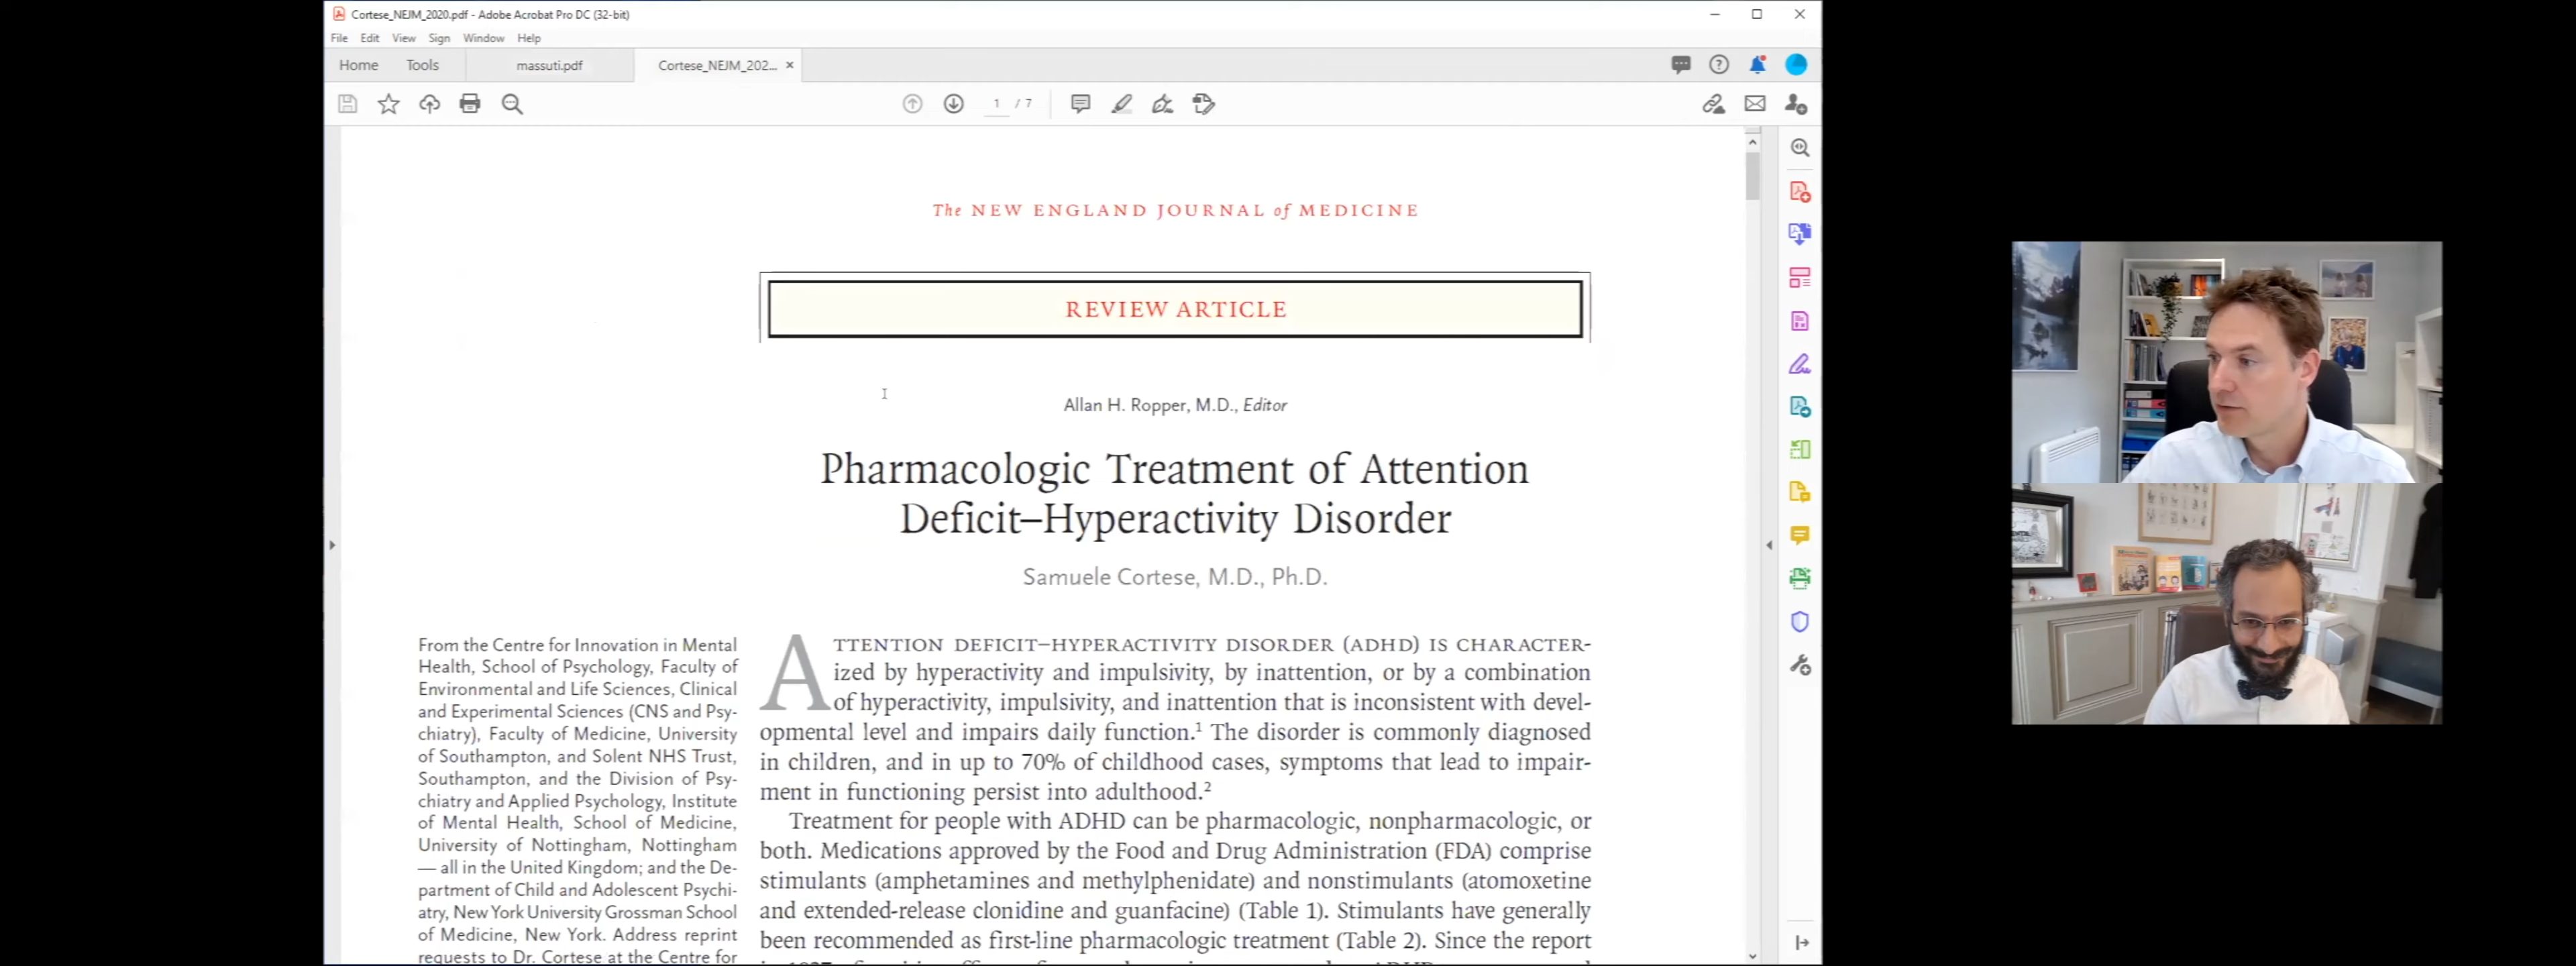 Cortese_NEJM_2020.pdf - Adobe Acrobat Pro DC (32-bit)
File Edit View Sign Window Help
Home Tools massuti.pdf Cortese_NEJM_202... ×
1 / 7
The NEW ENGLAND JOURNAL of MEDICINE
REVIEW ARTICLE
Allan H. Ropper, M.D., Editor
Pharmacologic Treatment of Attention
Deficit–Hyperactivity Disorder
Samuele Cortese, M.D., Ph.D.
From the Centre for Innovation in Mental
Health, School of Psychology, Faculty of
Environmental and Life Sciences, Clinical
and Experimental Sciences (CNS and Psy-
chiatry), Faculty of Medicine, University
of Southampton, and Solent NHS Trust,
Southampton, and the Division of Psy-
chiatry and Applied Psychology, Institute
of Mental Health, School of Medicine,
University of Nottingham, Nottingham
— all in the United Kingdom; and the De-
partment of Child and Adolescent Psychi-
atry, New York University Grossman School
of Medicine, New York. Address reprint
requests to Dr. Cortese at the Centre for
ATTENTION DEFICIT–HYPERACTIVITY DISORDER (ADHD) IS CHARACTER-
ized by hyperactivity and impulsivity, by inattention, or by a combination
of hyperactivity, impulsivity, and inattention that is inconsistent with devel-
opmental level and impairs daily function.¹ The disorder is commonly diagnosed
in children, and in up to 70% of childhood cases, symptoms that lead to impair-
ment in functioning persist into adulthood.²
Treatment for people with ADHD can be pharmacologic, nonpharmacologic, or
both. Medications approved by the Food and Drug Administration (FDA) comprise
stimulants (amphetamines and methylphenidate) and nonstimulants (atomoxetine
and extended-release clonidine and guanfacine) (Table 1). Stimulants have generally
been recommended as first-line pharmacologic treatment (Table 2). Since the report